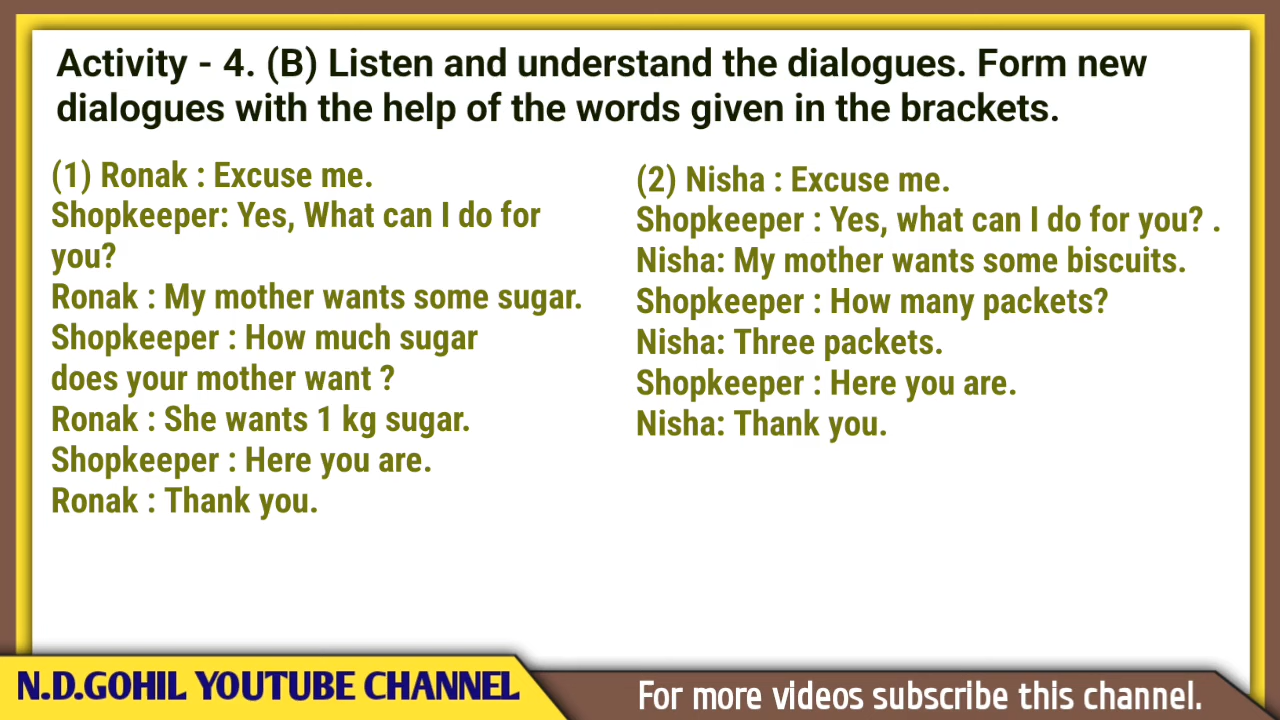 Activity - 4. (B) Listen and understand the dialogues. Form new
dialogues with the help of the words given in the brackets.
(1) Ronak : Excuse me.
Shopkeeper: Yes, What can I do for
you?
Ronak : My mother wants some sugar.
Shopkeeper : How much sugar
does your mother want ?
Ronak : She wants 1 kg sugar.
Shopkeeper : Here you are.
Ronak : Thank you.
(2) Nisha : Excuse me.
Shopkeeper : Yes, what can I do for you? .
Nisha: My mother wants some biscuits.
Shopkeeper : How many packets?
Nisha: Three packets.
Shopkeeper : Here you are.
Nisha: Thank you.
N.D.GOHIL YOUTUBE CHANNEL
For more videos subscribe this channel.